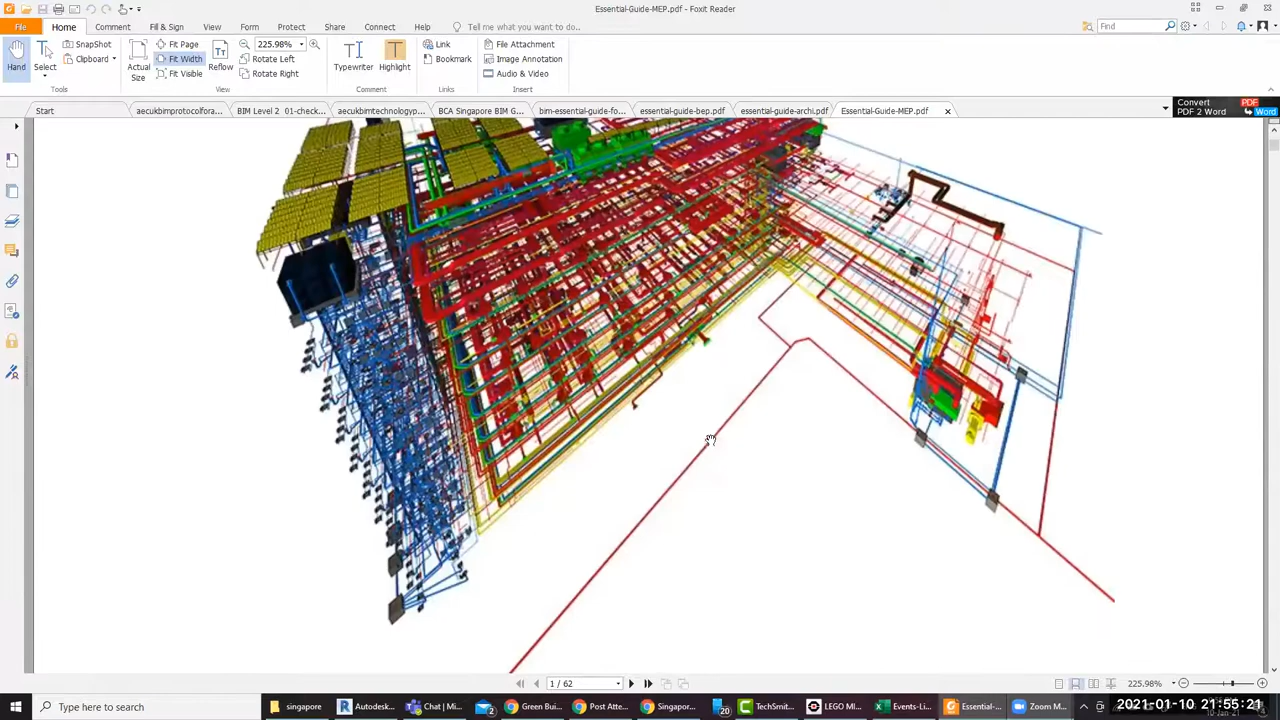 Essential-Guide-MEP.pdf - Foxit Reader
File Home Comment Fill & Sign View Form Protect Share Connect Help Tell me what you want to do... Find
SnapShot Fit Page 225.98% Link File Attachment
Hand Select Clipboard Actual Size Fit Width Reflow Rotate Left Typewriter Highlight Bookmark Image Annotation
Fit Visible Rotate Right Audio & Video
Tools View Comment Links Insert
Start aecukbimprotocolfora... BIM Level 2 01-check... aecukbimtechnologyp... BCA Singapore BIM G... bim-essential-guide-fo... essential-guide-bep.pdf essential-guide-archi.pdf Essential-Guide-MEP.pdf
Convert PDF
PDF 2 Word Word
1 / 62 225.98%
Type here to search singapore Autodesk... Chat | Mi... 2 Green Bui... Post Atte... Singapor... 20 TechSmit... LEGO MI... Events-Li... Essential-... Zoom M... 2021-01-10 21:55:21